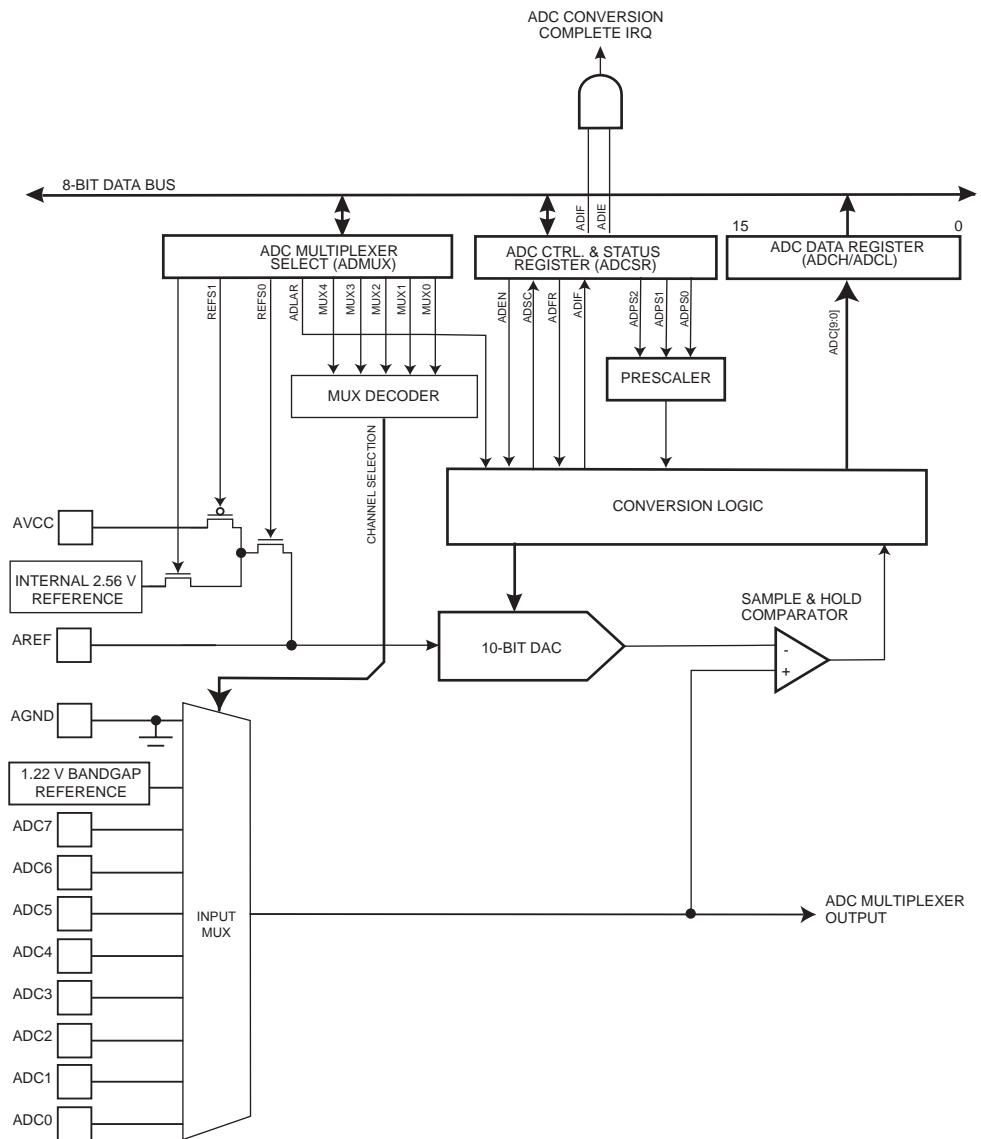 ADC CONVERSION
COMPLETE IRQ
8-BIT DATA BUS
ADIF
ADIE
15
0
ADC MULTIPLEXER
SELECT (ADMUX)
ADC CTRL. & STATUS
REGISTER (ADCSR)
ADC DATA REGISTER
(ADCH/ADCL)
REFS1
REFS0
ADLAR
MUX4
MUX3
MUX2
MUX1
MUX0
ADEN
ADSC
ADFR
ADIF
ADPS2
ADPS1
ADPS0
ADC[9:0]
MUX DECODER
PRESCALER
CHANNEL SELECTION
CONVERSION LOGIC
AVCC
INTERNAL 2.56 V
REFERENCE
SAMPLE & HOLD
COMPARATOR
AREF
10-BIT DAC
-
+
AGND
1.22 V BANDGAP
REFERENCE
ADC7
ADC6
ADC5
INPUT
MUX
ADC MULTIPLEXER
OUTPUT
ADC4
ADC3
ADC2
ADC1
ADC0